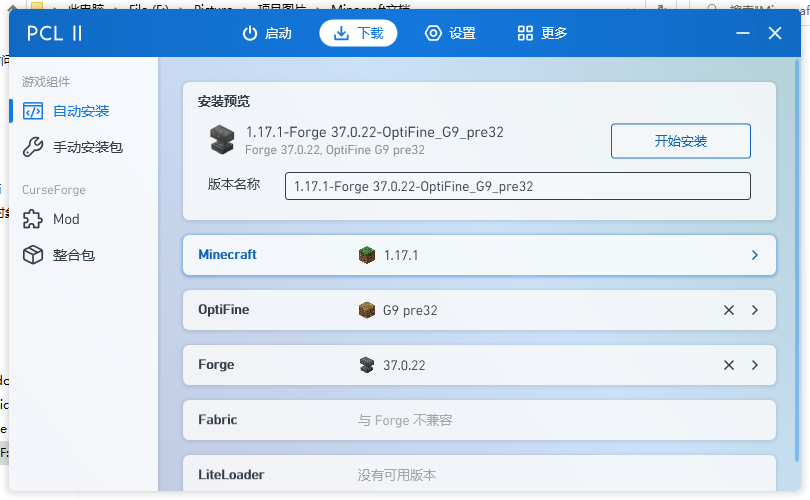 PCL II
启动
下载
设置
更多
游戏组件
自动安装
手动安装包
CurseForge
Mod
整合包
安装预览
1.17.1-Forge 37.0.22-OptiFine_G9_pre32
Forge 37.0.22, OptiFine G9 pre32
开始安装
版本名称
1.17.1-Forge 37.0.22-OptiFine_G9_pre32
Minecraft 1.17.1
OptiFine G9 pre32
Forge 37.0.22
Fabric 与 Forge 不兼容
LiteLoader 没有可用版本